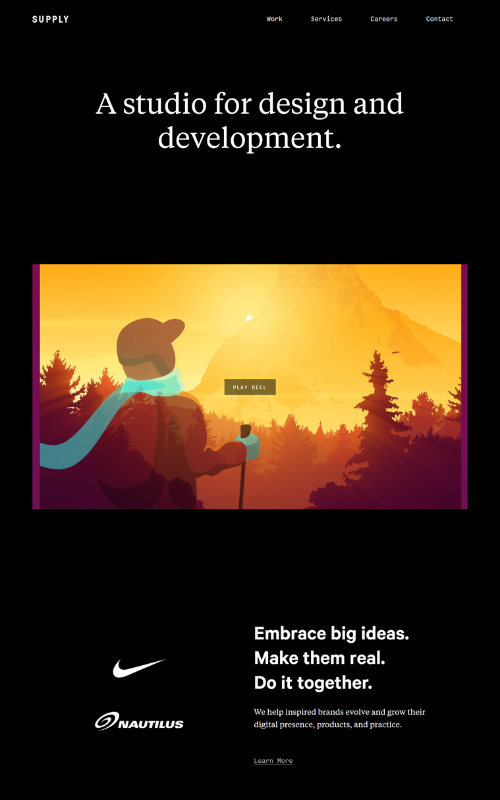 SUPPLY
Work Services Careers Contact
A studio for design and
development.
PLAY REEL
Embrace big ideas.
Make them real.
Do it together.
We help inspired brands evolve and grow their
digital presence, products, and practice.
NAUTILUS
Learn More